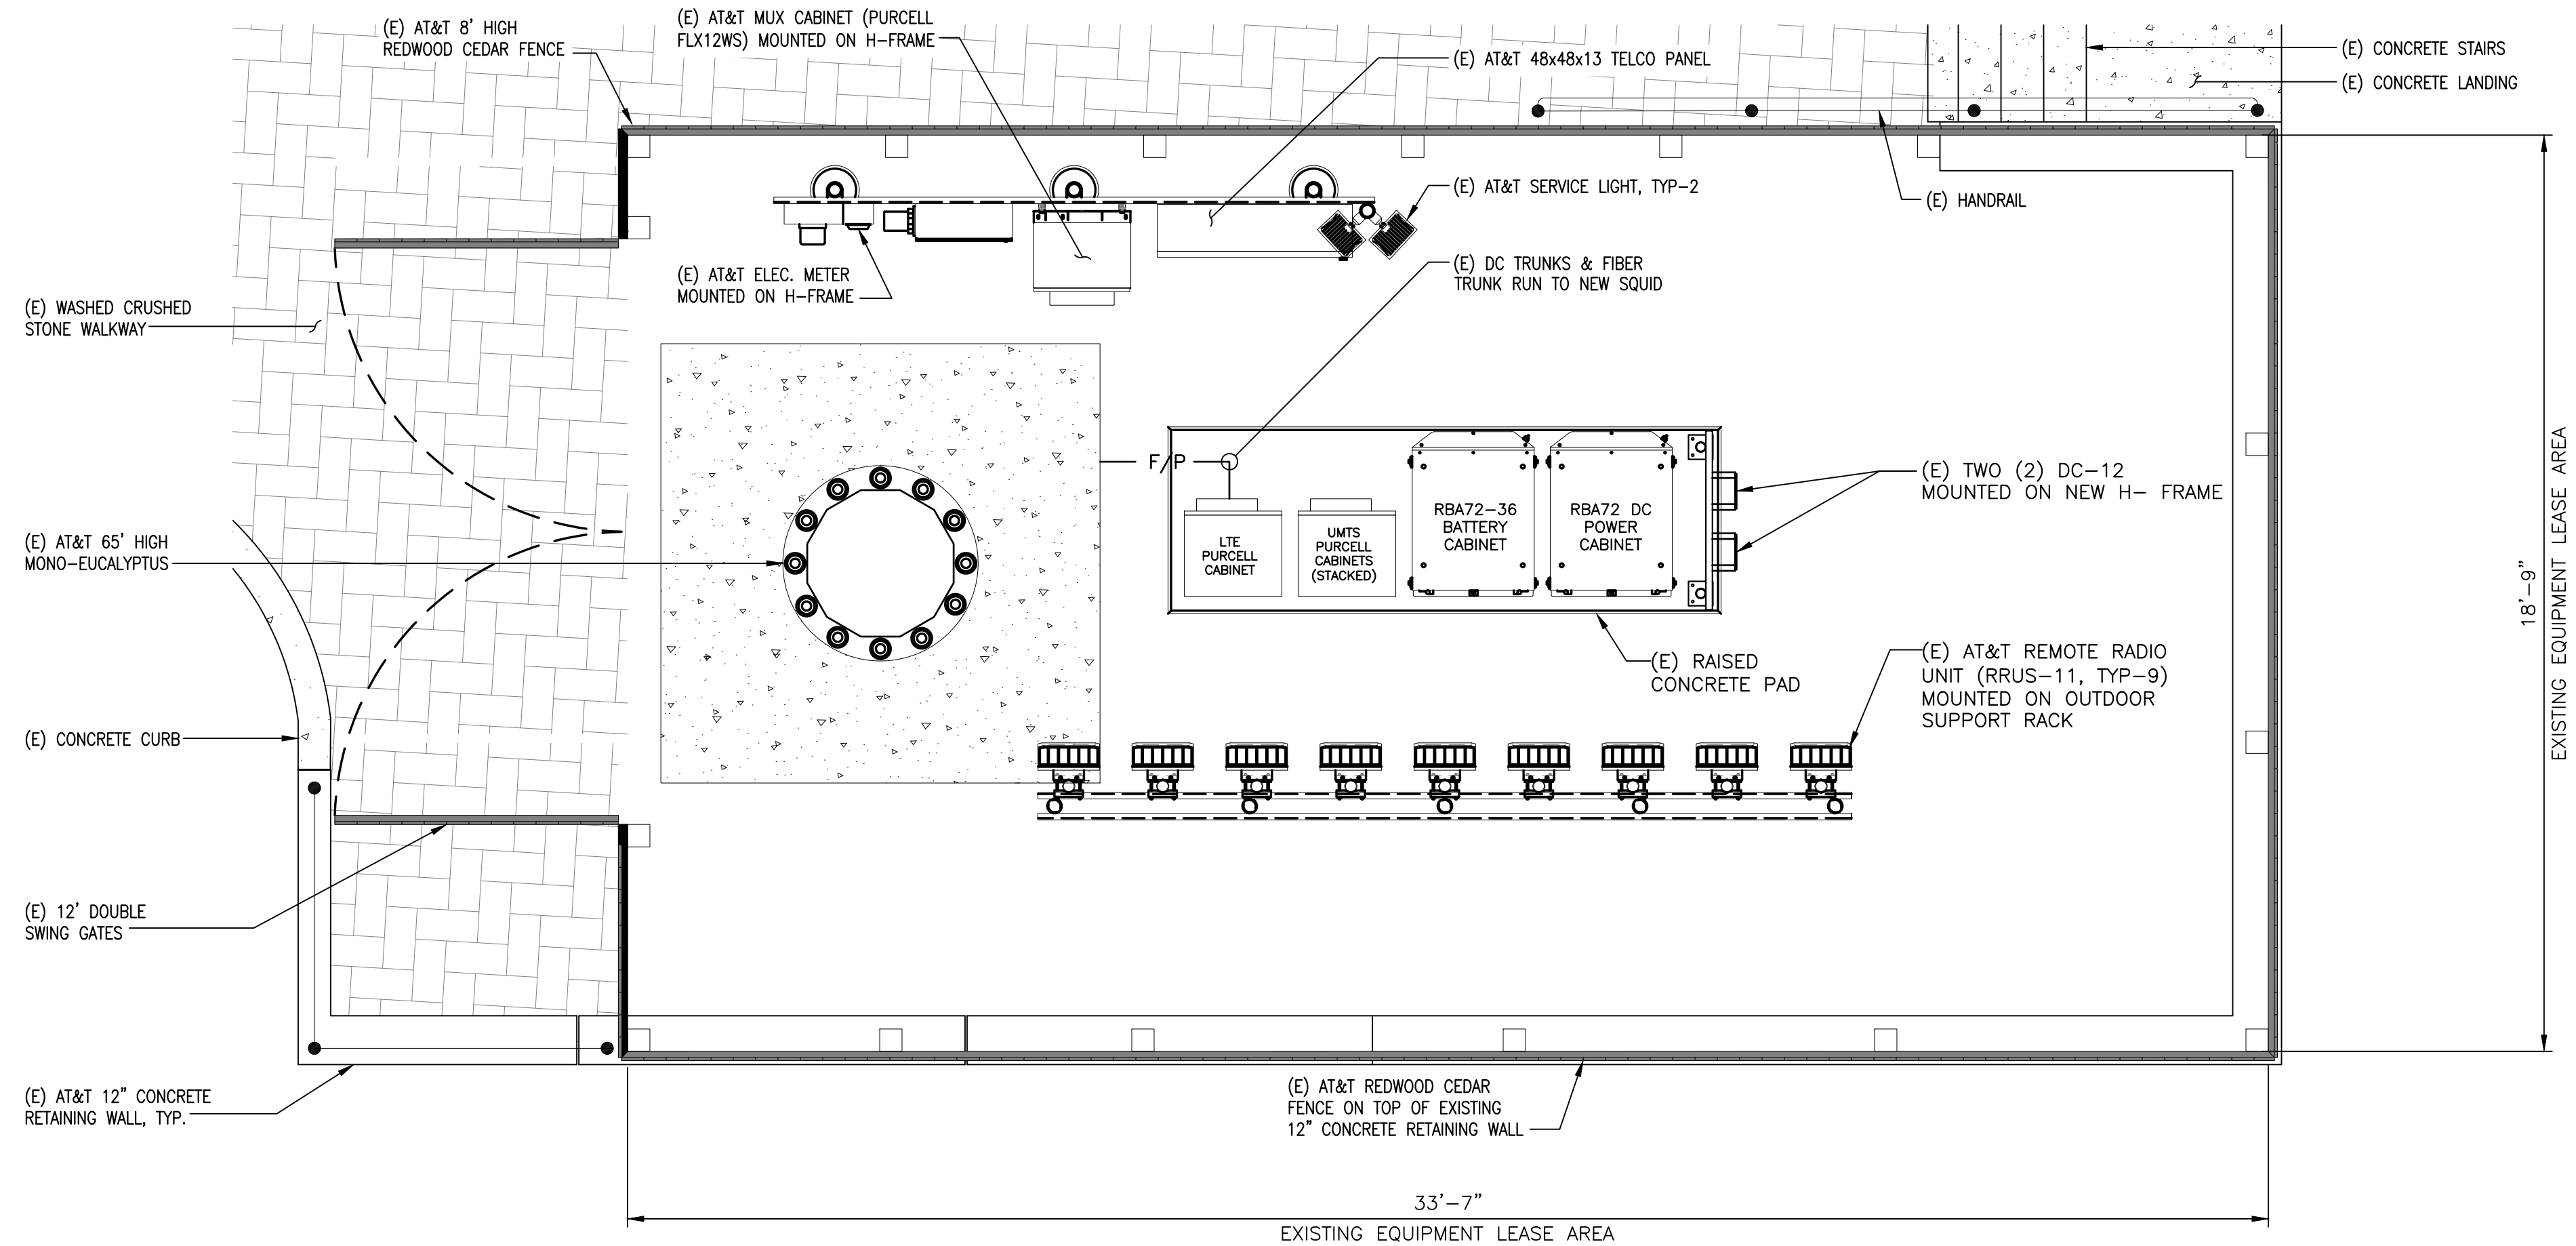 (E) AT&T 8' HIGH
REDWOOD CEDAR FENCE
(E) AT&T MUX CABINET (PURCELL
FLX12WS) MOUNTED ON H-FRAME
(E) AT&T 48x48x13 TELCO PANEL
(E) CONCRETE STAIRS
(E) CONCRETE LANDING
(E) AT&T SERVICE LIGHT, TYP-2
(E) HANDRAIL
(E) AT&T ELEC. METER
MOUNTED ON H-FRAME
(E) DC TRUNKS & FIBER
TRUNK RUN TO NEW SQUID
(E) WASHED CRUSHED
STONE WALKWAY
F/P
LTE
PURCELL
CABINET
UMTS
PURCELL
CABINETS
(STACKED)
RBA72-36
BATTERY
CABINET
RBA72 DC
POWER
CABINET
(E) TWO (2) DC-12
MOUNTED ON NEW H- FRAME
(E) AT&T 65' HIGH
MONO-EUCALYPTUS
18'-9"
EXISTING EQUIPMENT LEASE AREA
(E) RAISED
CONCRETE PAD
(E) AT&T REMOTE RADIO
UNIT (RRUS-11, TYP-9)
MOUNTED ON OUTDOOR
SUPPORT RACK
(E) CONCRETE CURB
(E) 12' DOUBLE
SWING GATES
(E) AT&T 12" CONCRETE
RETAINING WALL, TYP.
(E) AT&T REDWOOD CEDAR
FENCE ON TOP OF EXISTING
12" CONCRETE RETAINING WALL
33'-7"
EXISTING EQUIPMENT LEASE AREA